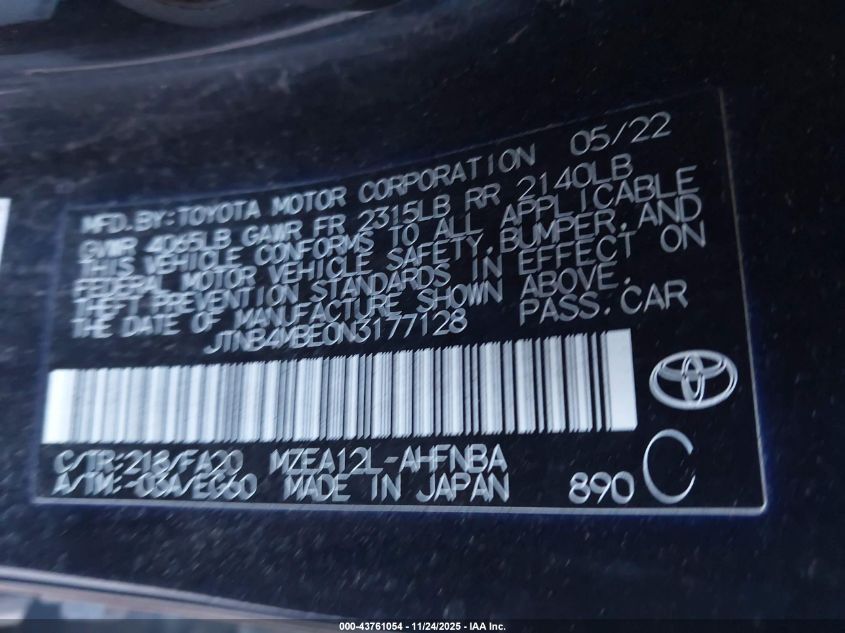 MFD.BY:TOYOTA MOTOR CORPORATION 05/22
GVWR 4065LB GAWR FR 2315LB RR 2140LB
THIS VEHICLE CONFORMS TO ALL APPLICABLE
FEDERAL MOTOR VEHICLE SAFETY,BUMPER,AND
THEFT PREVENTION STANDARDS IN EFFECT ON
THE DATE OF MANUFACTURE SHOWN ABOVE.
JTNB4MBE0N3177128 PASS.CAR
C/TR:218/FA20 MZEA12L-AHFNBA
A/TM:-03A/EG60 MADE IN JAPAN 890 C
000-43761054 - 11/24/2025 - IAA Inc.